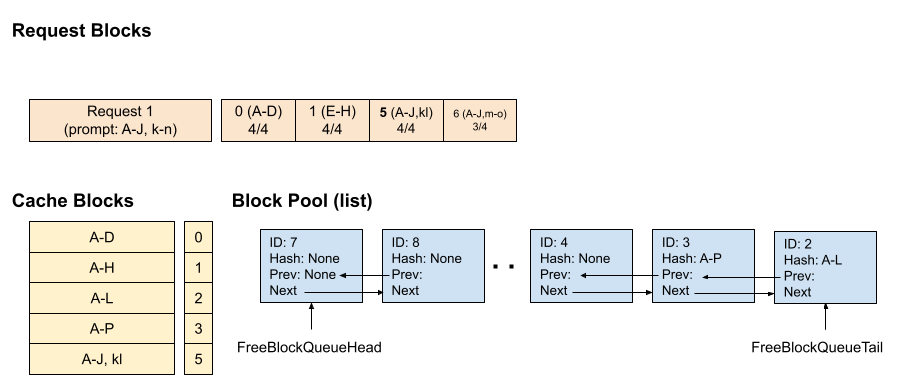 Request Blocks
Request 1
(prompt: A-J, k-n)
0 (A-D)
4/4
1 (E-H)
4/4
5 (A-J,kl)
4/4
6 (A-J,m-o)
3/4
Cache Blocks
A-D
0
A-H
1
A-L
2
A-P
3
A-J, kl
5
Block Pool (list)
ID: 7
Hash: None
Prev: None
Next
ID: 8
Hash: None
Prev:
Next
. .
ID: 4
Hash: None
Prev:
Next
ID: 3
Hash: A-P
Prev:
Next
ID: 2
Hash: A-L
Prev:
Next
FreeBlockQueueHead
FreeBlockQueueTail